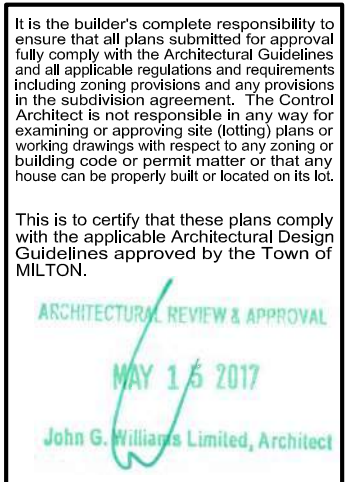 It is the builder's complete responsibility to
ensure that all plans submitted for approval
fully comply with the Architectural Guidelines
and all applicable regulations and requirements
including zoning provisions and any provisions
in the subdivision agreement. The Control
Architect is not responsible in any way for
examining or approving site (lotting) plans or
working drawings with respect to any zoning or
building code or permit matter or that any
house can be properly built or located on its lot.
This is to certify that these plans comply
with the applicable Architectural Design
Guidelines approved by the Town of
MILTON.
ARCHITECTURAL REVIEW & APPROVAL
MAY 15 2017
John G. Williams Limited, Architect